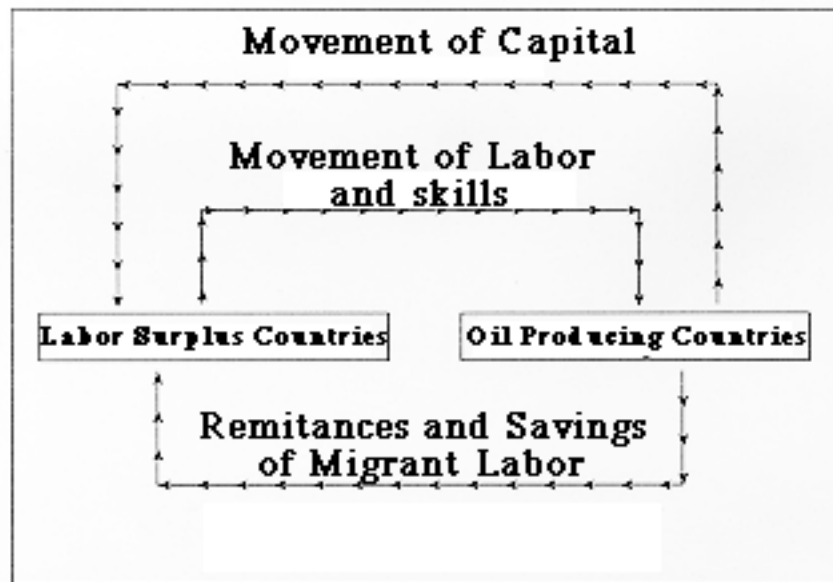 Movement of Capital
Movement of Labor
and skills
Labor Surplus Countries
Oil Producing Countries
Remitances and Savings
of Migrant Labor